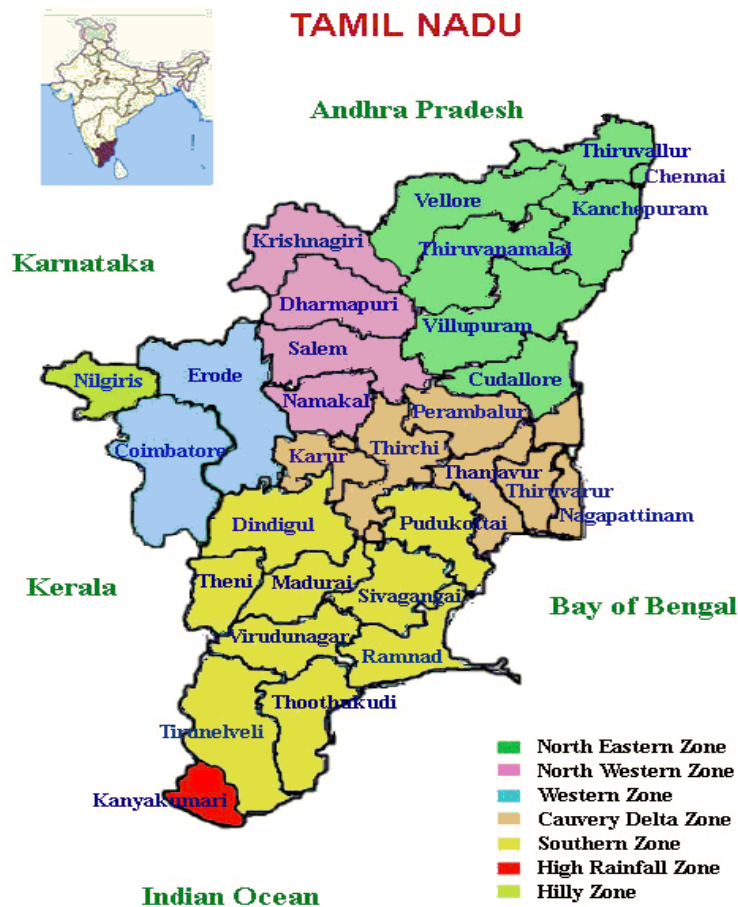 TAMIL NADU
Andhra Pradesh
Thiruvallur
Chennai
Vellore
Kanchepuram
Krishnagiri
Thiruvanamalai
Karnataka
Dharmapuri
Villupuram
Salem
Nilgiris
Erode
Cudallore
Namakal
Perambalur
Coimbatore
Karur
Thirchi
Thanjavur
Thiruvarur
Nagapattinam
Dindigul
Pudukottai
Kerala
Theni
Madurai
Sivagangai
Bay of Bengal
Virudunagar
Ramnad
Thoothukudi
Tirunelveli
Kanyakumari
North Eastern Zone
North Western Zone
Western Zone
Cauvery Delta Zone
Southern Zone
High Rainfall Zone
Hilly Zone
Indian Ocean